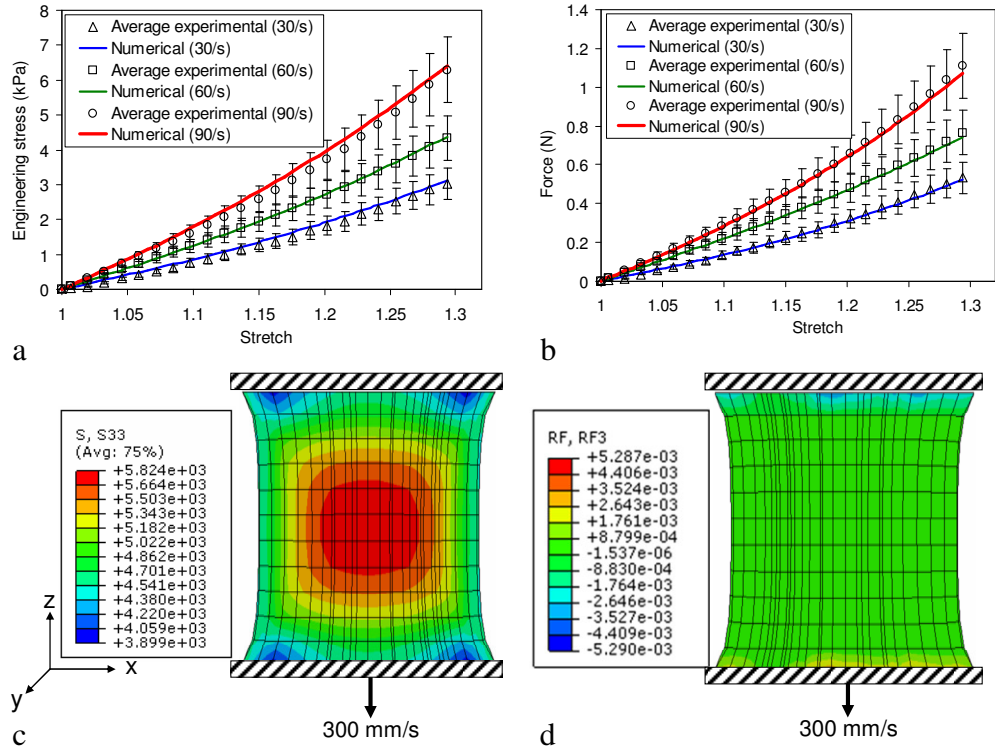 a
Average experimental (30/s)
Numerical (30/s)
Average experimental (60/s)
Numerical (60/s)
Average experimental (90/s)
Numerical (90/s)
Engineering stress (kPa)
8
7
6
5
4
3
2
1
0
1 1.05 1.1 1.15 1.2 1.25 1.3
Stretch
b
Average experimental (30/s)
Numerical (30/s)
Average experimental (60/s)
Numerical (60/s)
Average experimental (90/s)
Numerical (90/s)
Force (N)
1.4
1.2
1
0.8
0.6
0.4
0.2
0
1 1.05 1.1 1.15 1.2 1.25 1.3
Stretch
c
S, S33
(Avg: 75%)
+5.824e+03
+5.664e+03
+5.503e+03
+5.343e+03
+5.182e+03
+5.022e+03
+4.862e+03
+4.701e+03
+4.541e+03
+4.380e+03
+4.220e+03
+4.059e+03
+3.899e+03
z
x
y
300 mm/s
d
RF, RF3
+5.287e-03
+4.406e-03
+3.524e-03
+2.643e-03
+1.761e-03
+8.799e-04
-1.537e-06
-8.830e-04
-1.764e-03
-2.646e-03
-3.527e-03
-4.409e-03
-5.290e-03
300 mm/s